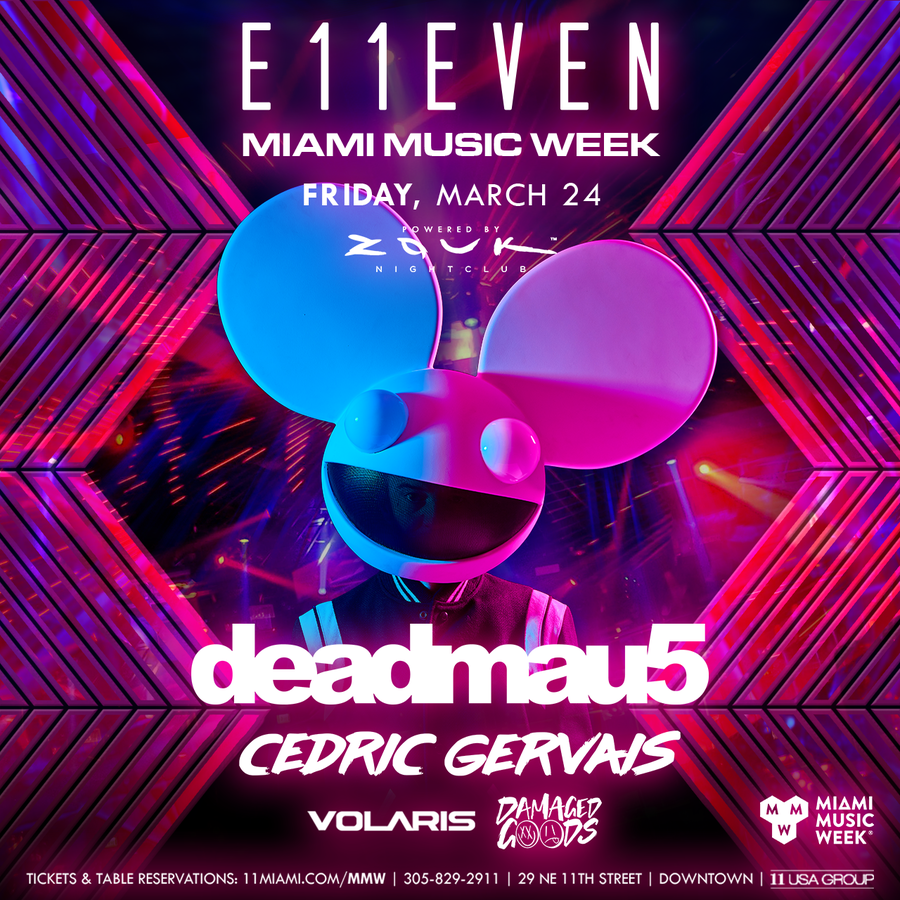 E11EVEN
MIAMI MUSIC WEEK
FRIDAY, MARCH 24
POWERED BY
ZOUK™
NIGHTCLUB
deadmau5
CEDRIC GERVAIS
VOLARIS
DAMAGED
GOODS
M M
W
MIAMI
MUSIC
WEEK®
TICKETS & TABLE RESERVATIONS: 11MIAMI.COM/MMW | 305-829-2911 | 29 NE 11TH STREET | DOWNTOWN | 11 USA GROUP